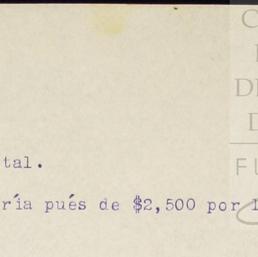 tal.
ría pués de $2,500 por